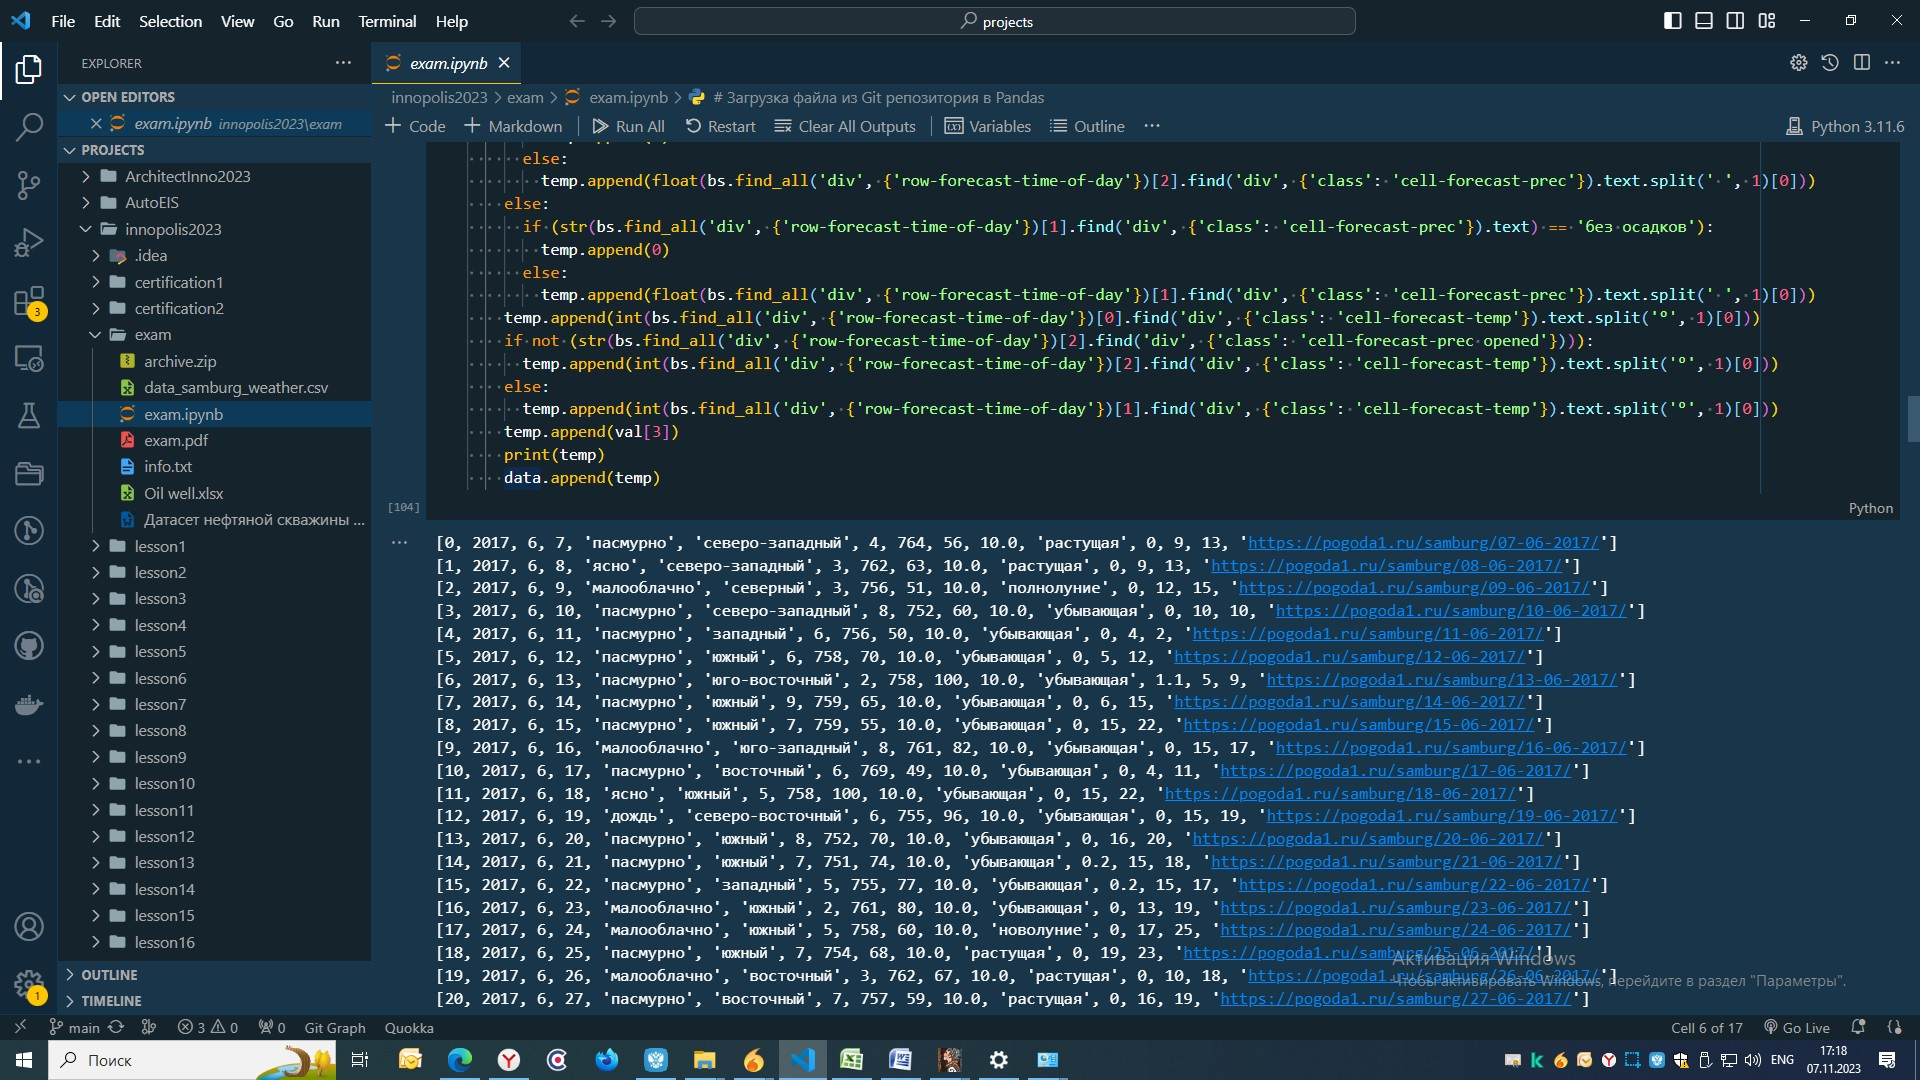 File Edit Selection View Go Run Terminal Help
projects
EXPLORER
exam.ipynb
OPEN EDITORS
exam.ipynb innopolis2023\exam
innopolis2023 > exam > exam.ipynb > # Загрузка файла из Git репозитория в Pandas
+ Code + Markdown Run All Restart Clear All Outputs Variables Outline ... Python 3.11.6
PROJECTS
ArchitectInno2023
AutoEIS
innopolis2023
.idea
certification1
certification2
exam
archive.zip
data_samburg_weather.csv
exam.ipynb
exam.pdf
info.txt
Oil well.xlsx
Датасет нефтяной скважины ...
lesson1
lesson2
lesson3
lesson4
lesson5
lesson6
lesson7
lesson8
lesson9
lesson10
lesson11
lesson12
lesson13
lesson14
lesson15
lesson16
OUTLINE
TIMELINE
else:
temp.append(float(bs.find_all('div', {'row-forecast-time-of-day'})[2].find('div', {'class': 'cell-forecast-prec'}).text.split(' ', 1)[0]))
else:
if (str(bs.find_all('div', {'row-forecast-time-of-day'})[1].find('div', {'class': 'cell-forecast-prec'}).text) == 'без осадков'):
temp.append(0)
else:
temp.append(float(bs.find_all('div', {'row-forecast-time-of-day'})[1].find('div', {'class': 'cell-forecast-prec'}).text.split(' ', 1)[0]))
temp.append(int(bs.find_all('div', {'row-forecast-time-of-day'})[0].find('div', {'class': 'cell-forecast-temp'}).text.split('°', 1)[0]))
if not (str(bs.find_all('div', {'row-forecast-time-of-day'})[2].find('div', {'class': 'cell-forecast-prec opened'}))):
temp.append(int(bs.find_all('div', {'row-forecast-time-of-day'})[2].find('div', {'class': 'cell-forecast-temp'}).text.split('°', 1)[0]))
else:
temp.append(int(bs.find_all('div', {'row-forecast-time-of-day'})[1].find('div', {'class': 'cell-forecast-temp'}).text.split('°', 1)[0]))
temp.append(val[3])
print(temp)
data.append(temp)
[104]
Python
[0, 2017, 6, 7, 'пасмурно', 'северо-западный', 4, 764, 56, 10.0, 'растущая', 0, 9, 13, 'https://pogoda1.ru/samburg/07-06-2017/']
[1, 2017, 6, 8, 'ясно', 'северо-западный', 3, 762, 63, 10.0, 'растущая', 0, 9, 13, 'https://pogoda1.ru/samburg/08-06-2017/']
[2, 2017, 6, 9, 'малооблачно', 'северный', 3, 756, 51, 10.0, 'полнолуние', 0, 12, 15, 'https://pogoda1.ru/samburg/09-06-2017/']
[3, 2017, 6, 10, 'пасмурно', 'северо-западный', 8, 752, 60, 10.0, 'убывающая', 0, 10, 10, 'https://pogoda1.ru/samburg/10-06-2017/']
[4, 2017, 6, 11, 'пасмурно', 'западный', 6, 756, 50, 10.0, 'убывающая', 0, 4, 2, 'https://pogoda1.ru/samburg/11-06-2017/']
[5, 2017, 6, 12, 'пасмурно', 'южный', 6, 758, 70, 10.0, 'убывающая', 0, 5, 12, 'https://pogoda1.ru/samburg/12-06-2017/']
[6, 2017, 6, 13, 'пасмурно', 'юго-восточный', 2, 758, 100, 10.0, 'убывающая', 1.1, 5, 9, 'https://pogoda1.ru/samburg/13-06-2017/']
[7, 2017, 6, 14, 'пасмурно', 'южный', 9, 759, 65, 10.0, 'убывающая', 0, 6, 15, 'https://pogoda1.ru/samburg/14-06-2017/']
[8, 2017, 6, 15, 'пасмурно', 'южный', 7, 759, 55, 10.0, 'убывающая', 0, 15, 22, 'https://pogoda1.ru/samburg/15-06-2017/']
[9, 2017, 6, 16, 'малооблачно', 'юго-западный', 8, 761, 82, 10.0, 'убывающая', 0, 15, 17, 'https://pogoda1.ru/samburg/16-06-2017/']
[10, 2017, 6, 17, 'пасмурно', 'восточный', 6, 769, 49, 10.0, 'убывающая', 0, 4, 11, 'https://pogoda1.ru/samburg/17-06-2017/']
[11, 2017, 6, 18, 'ясно', 'южный', 5, 758, 100, 10.0, 'убывающая', 0, 15, 22, 'https://pogoda1.ru/samburg/18-06-2017/']
[12, 2017, 6, 19, 'дождь', 'северо-восточный', 6, 755, 96, 10.0, 'убывающая', 0, 15, 19, 'https://pogoda1.ru/samburg/19-06-2017/']
[13, 2017, 6, 20, 'пасмурно', 'южный', 8, 752, 70, 10.0, 'убывающая', 0, 16, 20, 'https://pogoda1.ru/samburg/20-06-2017/']
[14, 2017, 6, 21, 'пасмурно', 'южный', 7, 751, 74, 10.0, 'убывающая', 0.2, 15, 18, 'https://pogoda1.ru/samburg/21-06-2017/']
[15, 2017, 6, 22, 'пасмурно', 'западный', 5, 755, 77, 10.0, 'убывающая', 0.2, 15, 17, 'https://pogoda1.ru/samburg/22-06-2017/']
[16, 2017, 6, 23, 'малооблачно', 'южный', 2, 761, 80, 10.0, 'убывающая', 0, 13, 19, 'https://pogoda1.ru/samburg/23-06-2017/']
[17, 2017, 6, 24, 'малооблачно', 'южный', 5, 758, 60, 10.0, 'новолуние', 0, 17, 25, 'https://pogoda1.ru/samburg/24-06-2017/']
[18, 2017, 6, 25, 'пасмурно', 'южный', 7, 754, 68, 10.0, 'растущая', 0, 19, 23, 'https://pogoda1.ru/samburg/25-06-2017/']
[19, 2017, 6, 26, 'малооблачно', 'восточный', 3, 762, 67, 10.0, 'растущая', 0, 10, 18, 'https://pogoda1.ru/samburg/26-06-2017/']
[20, 2017, 6, 27, 'пасмурно', 'восточный', 7, 757, 59, 10.0, 'растущая', 0, 16, 19, 'https://pogoda1.ru/samburg/27-06-2017/']
Активация Windows
Чтобы активировать Windows, перейдите в раздел "Параметры".
main 3 0 0 Git Graph Quokka Cell 6 of 17 Go Live
Поиск
ENG
17:18
07.11.2023